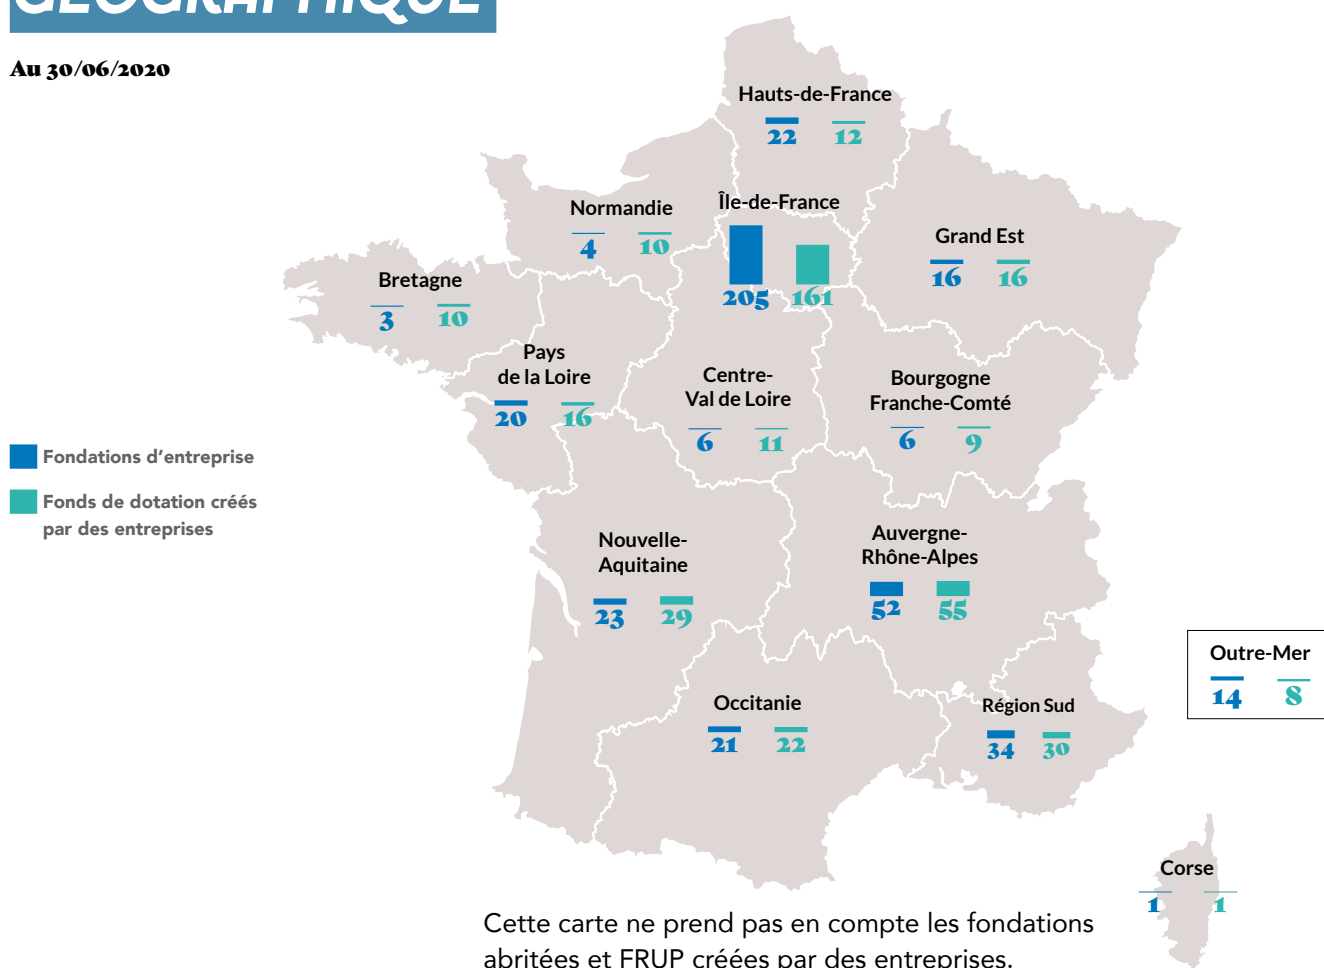 GÉOGRAPHIQUE
Au 30/06/2020
Hauts-de-France
22 12
Normandie
4 10
Île-de-France
205 161
Grand Est
16 16
Bretagne
3 10
Pays
de la Loire
20 16
Centre-
Val de Loire
6 11
Bourgogne
Franche-Comté
6 9
Fondations d'entreprise
Fonds de dotation créés
par des entreprises
Nouvelle-
Aquitaine
23 29
Auvergne-
Rhône-Alpes
52 55
Outre-Mer
14 8
Occitanie
21 22
Région Sud
34 30
Corse
1 1
Cette carte ne prend pas en compte les fondations
abritées et FRUP créées par des entreprises.